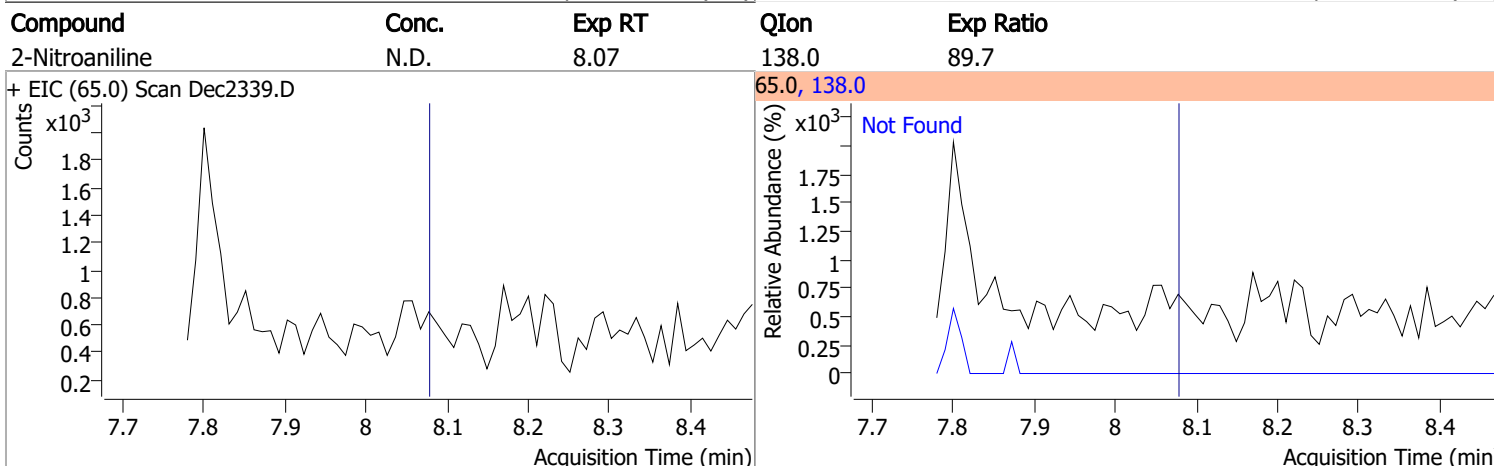 Compound Conc. Exp RT QIon Exp Ratio
2-Nitroaniline N.D. 8.07 138.0 89.7
+ EIC (65.0) Scan Dec2339.D
Counts
x10³
1.8
1.6
1.4
1.2
1
0.8
0.6
0.4
0.2
7.7 7.8 7.9 8 8.1 8.2 8.3 8.4
Acquisition Time (min)
65.0, 138.0
Relative Abundance (%)
x10³
Not Found
1.75
1.5
1.25
1
0.75
0.5
0.25
0
7.7 7.8 7.9 8 8.1 8.2 8.3 8.4
Acquisition Time (min)